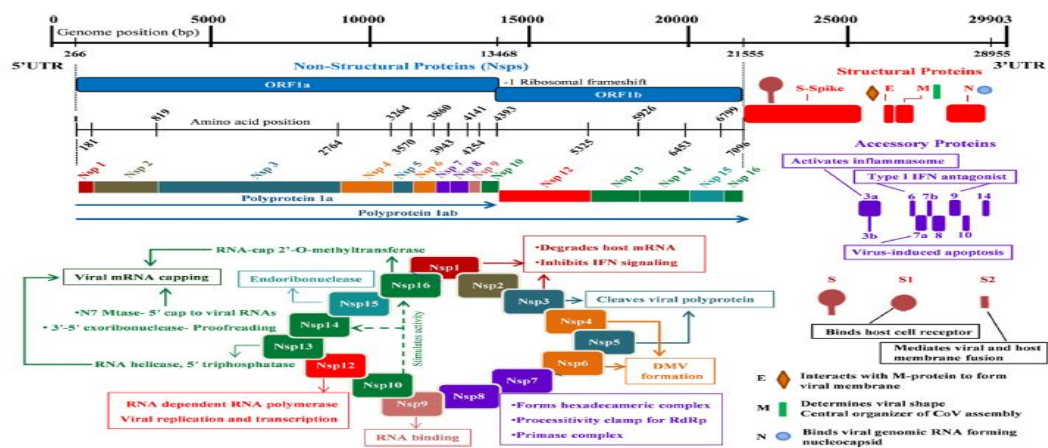 0 5000 10000 15000 20000 25000 29903
Genome position (bp)
266 13468 21555 28955
5'UTR 3'UTR
Non-Structural Proteins (Nsps)
ORF1a
-1 Ribosomal frameshift
ORF1b
Amino acid position
819 3264 3860 4141 4393 5926 6799
181 2764 3570 3943 4254 5325 6453 7096
Nsp 1 Nsp 2 Nsp 3 Nsp 4 Nsp 5 Nsp 6 Nsp 7 Nsp 8 Nsp 9 Nsp 10 Nsp 12 Nsp 13 Nsp 14 Nsp 15 Nsp 16
Polyprotein 1a
Polyprotein 1ab
Structural Proteins
S-Spike E M N
Accessory Proteins
Activates inflammasome
Type I IFN antagonist
3a 6 7b 9 14
3b 7a 8 10
Virus-induced apoptosis
RNA-cap 2'-O-methyltransferase
Viral mRNA capping
•N7 Mtase- 5' cap to viral RNAs
• 3'-5' exoribonuclease- Proofreading
RNA helicase, 5' triphosphatase
Endoribonuclease
Nsp1
Nsp2
Nsp3
Nsp4
Nsp5
Nsp6
Nsp7
Nsp8
Nsp9
Nsp10
Nsp12
Nsp13
Nsp14
Nsp15
Nsp16
Stimulates activity
•Degrades host mRNA
•Inhibits IFN signaling
Cleaves viral polyprotein
DMV
formation
•Forms hexadecameric complex
•Processitivity clamp for RdRp
•Primase complex
RNA binding
RNA dependent RNA polymerase
Viral replication and transcription
S S1 S2
Binds host cell receptor
Mediates viral and host
membrane fusion
E Interacts with M-protein to form
viral membrane
M Determines viral shape
Central organizer of CoV assembly
N Binds viral genomic RNA forming
nucleocapsid